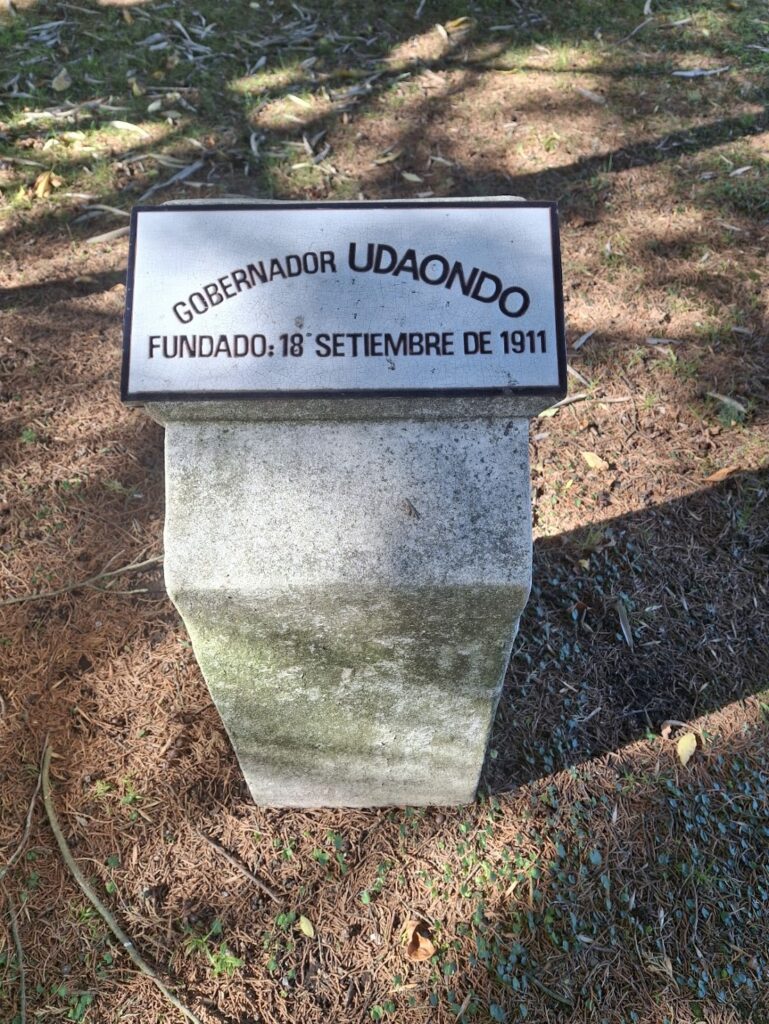 GOBERNADOR UDAONDO
FUNDADO: 18° SETIEMBRE DE 1911